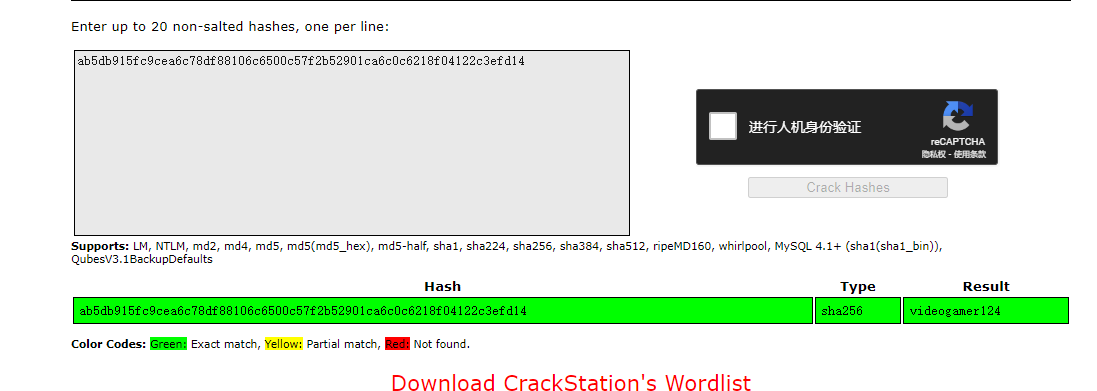 Enter up to 20 non-salted hashes, one per line:
ab5db915fc9cea6c78df88106c6500c57f2b52901ca6c0c6218f04122c3efd14
进行人机身份验证
reCAPTCHA
隐私权 - 使用条款
Crack Hashes
Supports: LM, NTLM, md2, md4, md5, md5(md5_hex), md5-half, sha1, sha224, sha256, sha384, sha512, ripeMD160, whirlpool, MySQL 4.1+ (sha1(sha1_bin)),
QubesV3.1BackupDefaults
Hash Type Result
ab5db915fc9cea6c78df88106c6500c57f2b52901ca6c0c6218f04122c3efd14 sha256 videogamer124
Color Codes: Green: Exact match, Yellow: Partial match, Red: Not found.
Download CrackStation's Wordlist